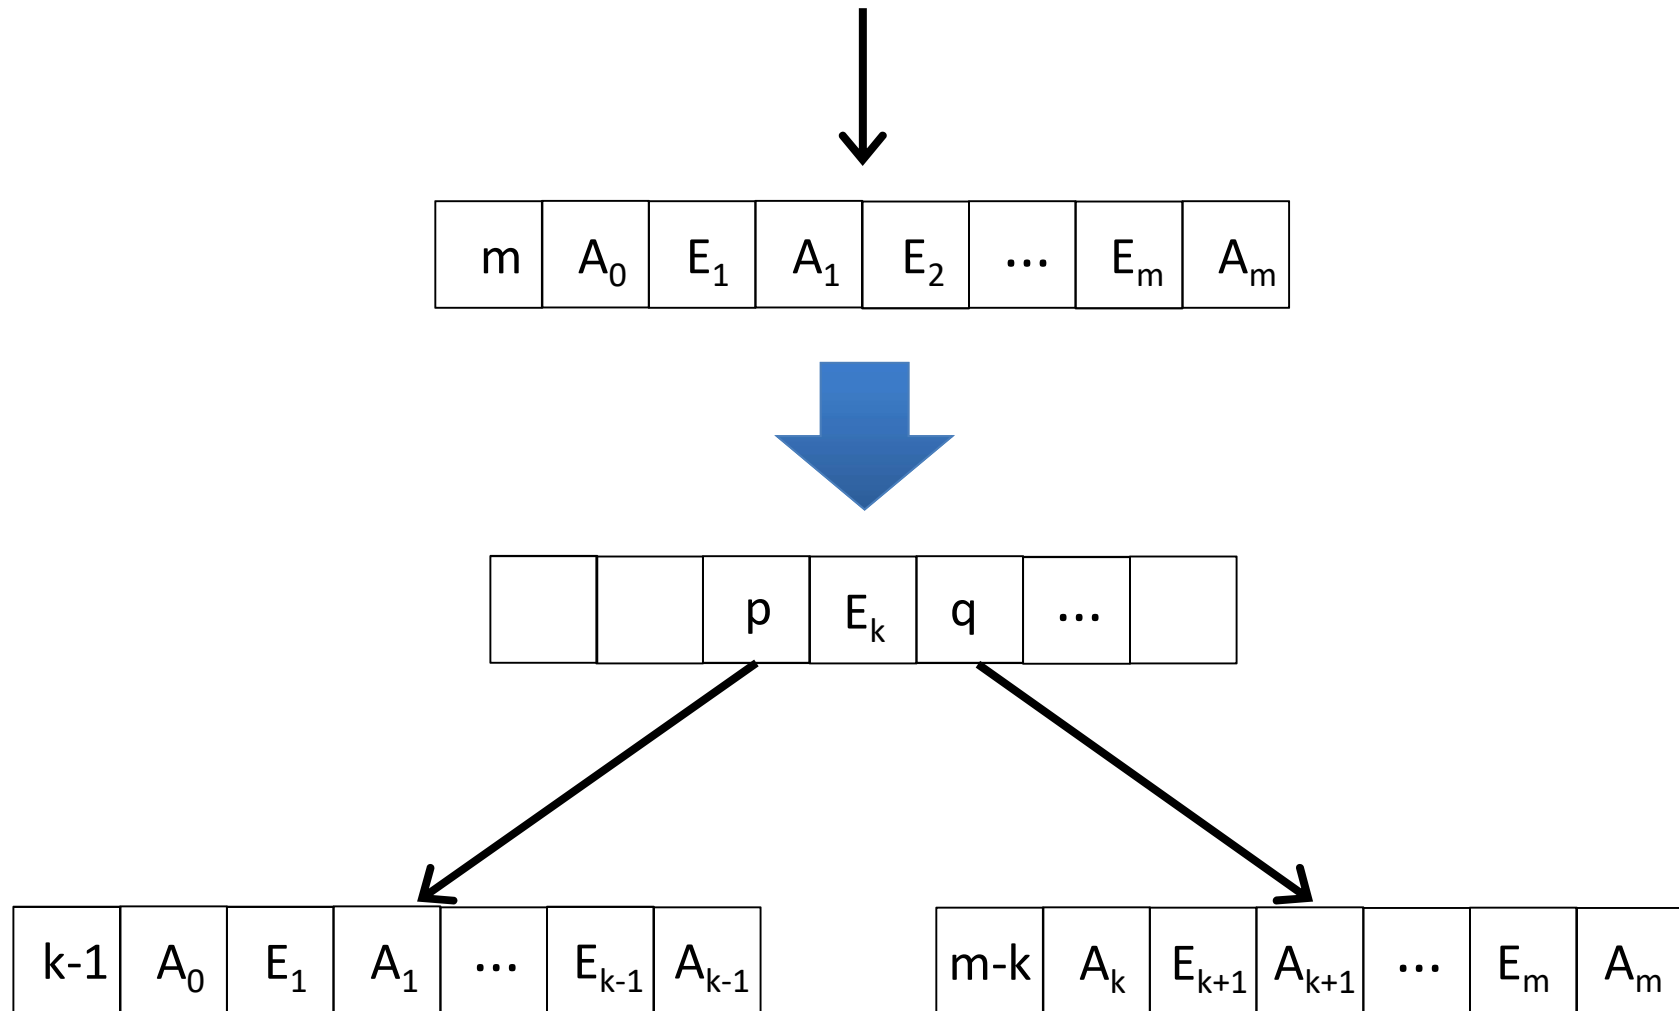 m A₀ E₁ A₁ E₂ ... Eₘ Aₘ
p Eₖ q ...
k-1 A₀ E₁ A₁ ... Eₖ₋₁ Aₖ₋₁
m-k Aₖ Eₖ₊₁ Aₖ₊₁ ... Eₘ Aₘ